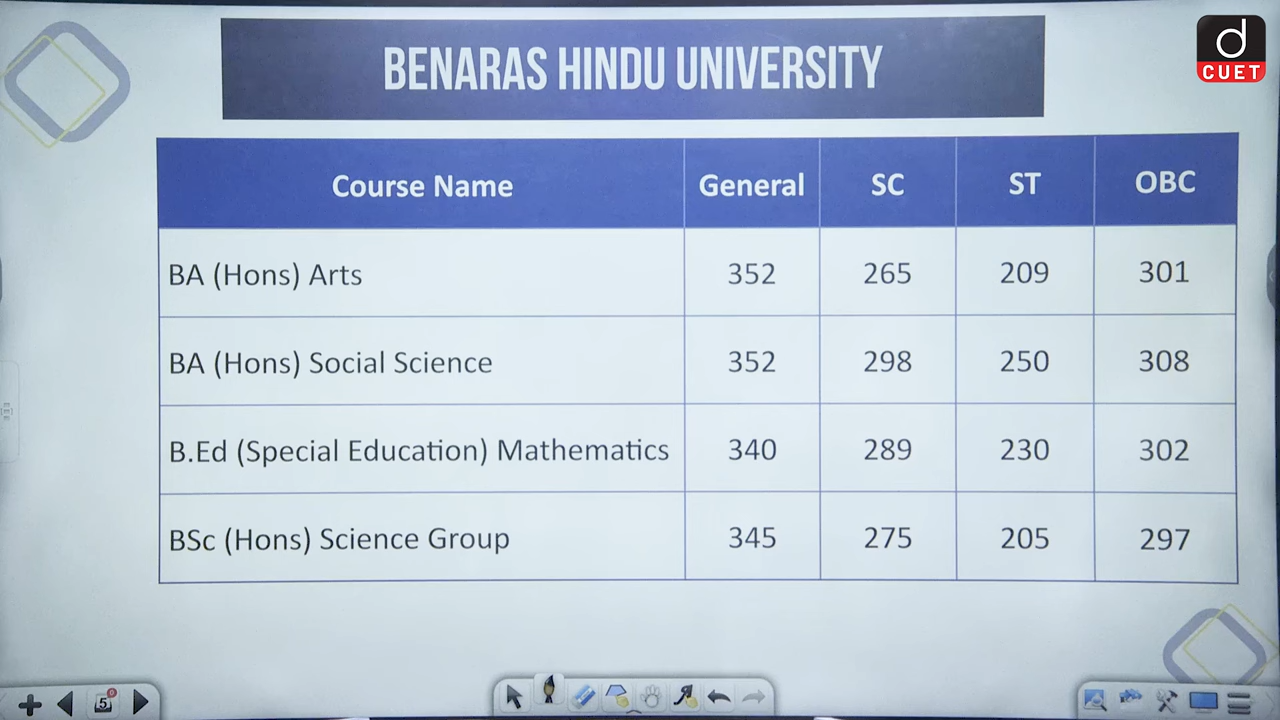 d
CUET
BENARAS HINDU UNIVERSITY
Course Name General SC ST OBC
BA (Hons) Arts 352 265 209 301
BA (Hons) Social Science 352 298 250 308
B.Ed (Special Education) Mathematics 340 289 230 302
BSc (Hons) Science Group 345 275 205 297
5